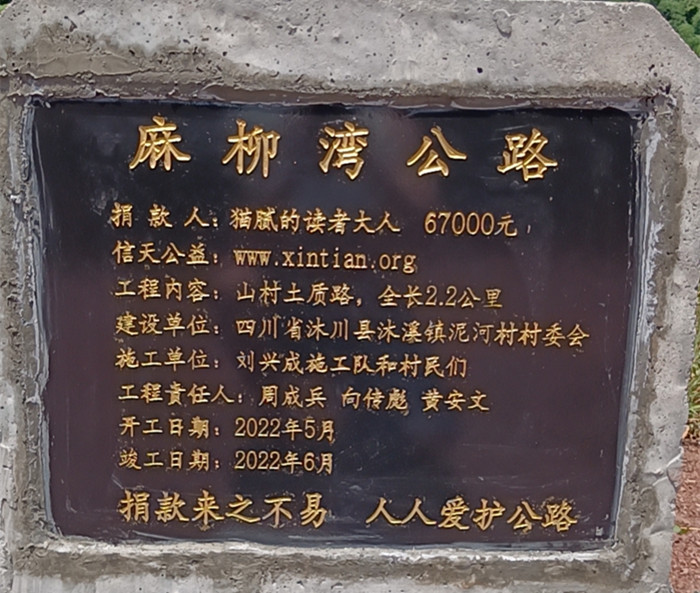 麻柳湾公路
捐款人：猫腻的读者大人 67000元
信天公益：www.xintian.org
工程内容：山村土质路，全长2.2公里
建设单位：四川省沐川县沐溪镇泥河村村委会
施工单位：刘兴成施工队和村民们
工程责任人：周成兵 向倍彪 黄安文
开工日期：2022年5月
竣工日期：2022年6月
捐款来之不易 人人爱护公路